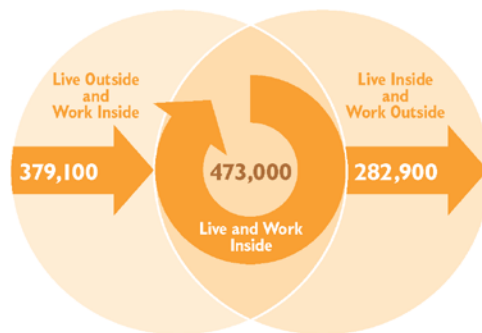 Live Outside
and
Work Inside
379,100
473,000
Live and Work
Inside
Live Inside
and
Work Outside
282,900